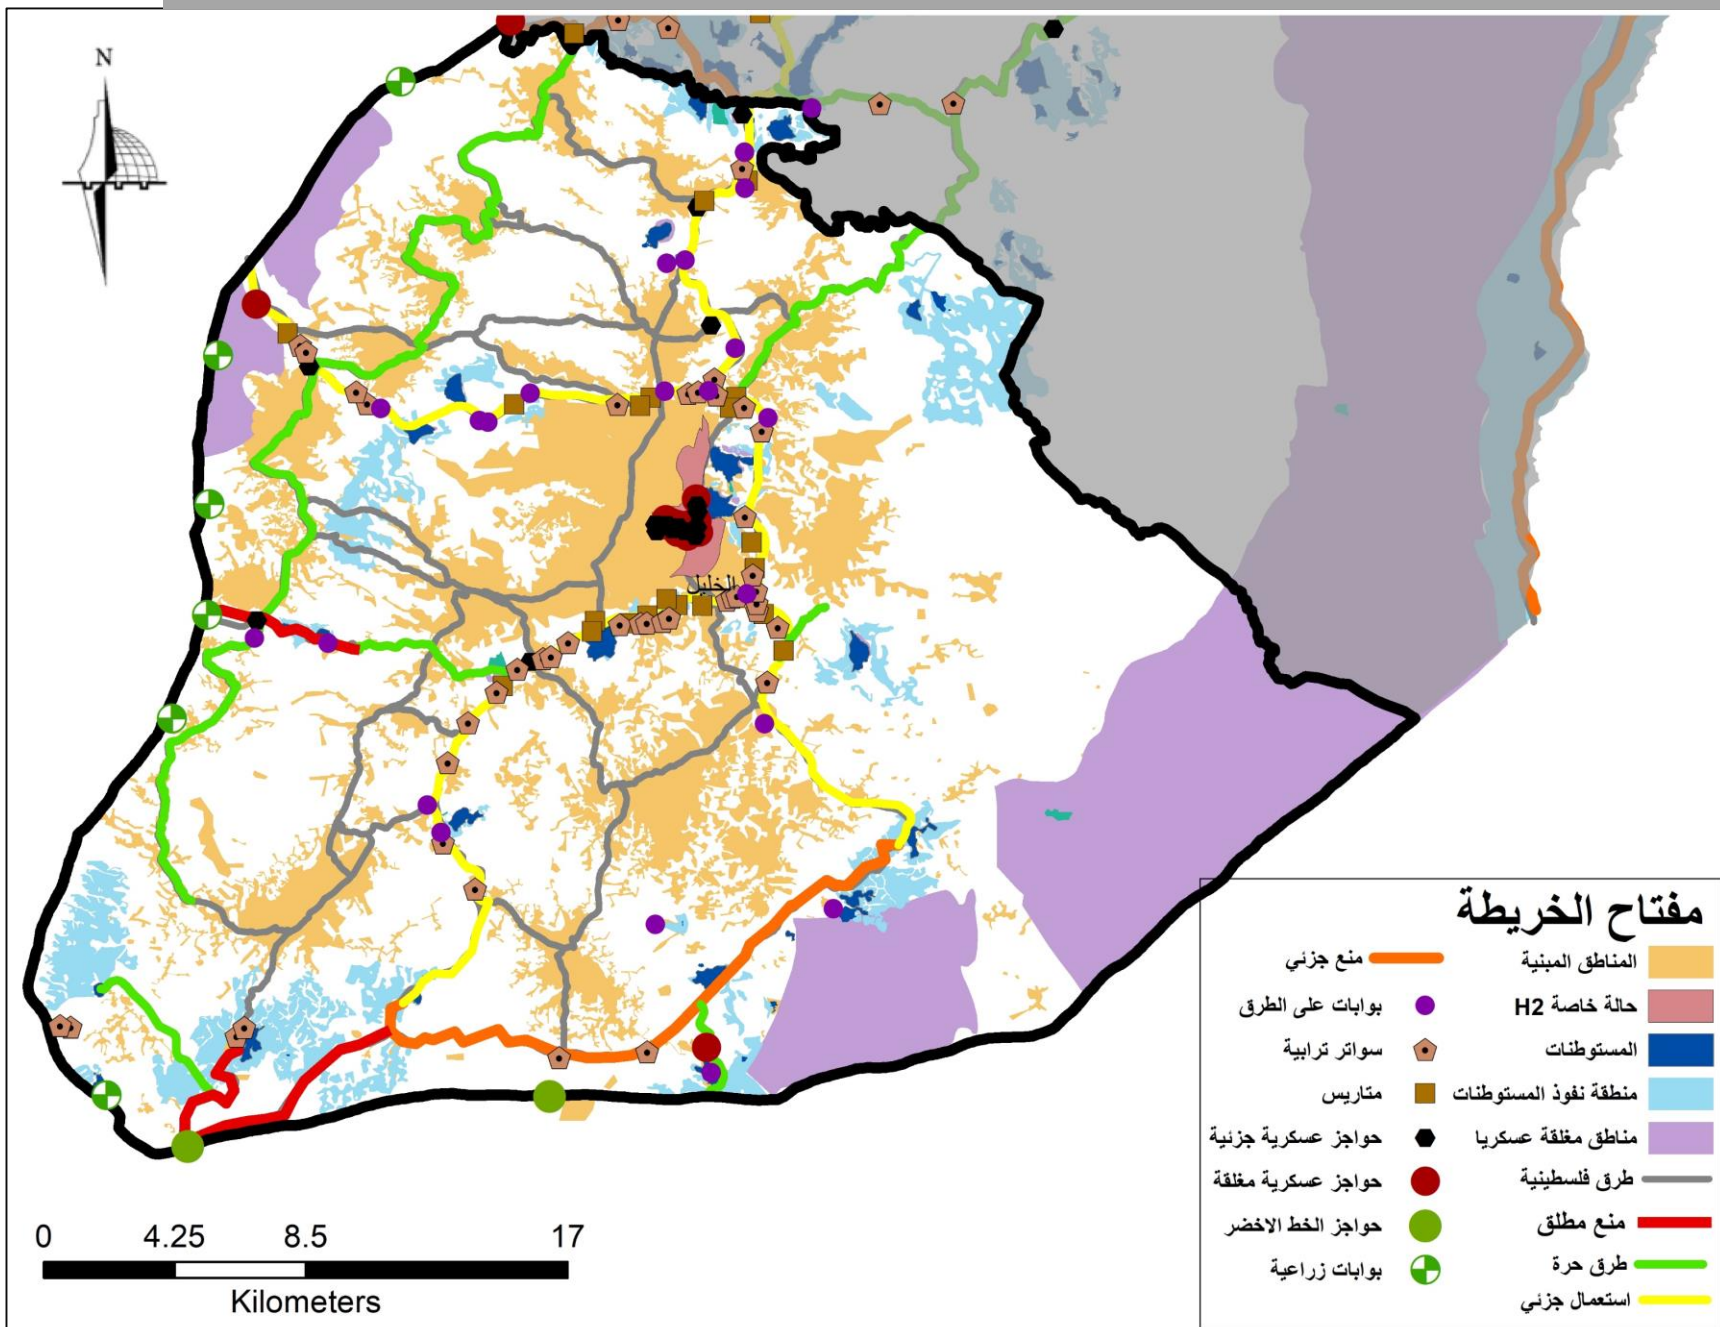 N
الخليل
مفتاح الخريطة
المناطق المبنية
منع جزئي
حالة خاصة H2
بوابات على الطرق
المستوطنات
سواتر ترابية
منطقة نفوذ المستوطنات
متاريس
مناطق مغلقة عسكريا
حواجز عسكرية جزئية
طرق فلسطينية
حواجز عسكرية مغلقة
منع مطلق
حواجز الخط الاخضر
طرق حرة
بوابات زراعية
استعمال جزئي
0 4.25 8.5 17
Kilometers